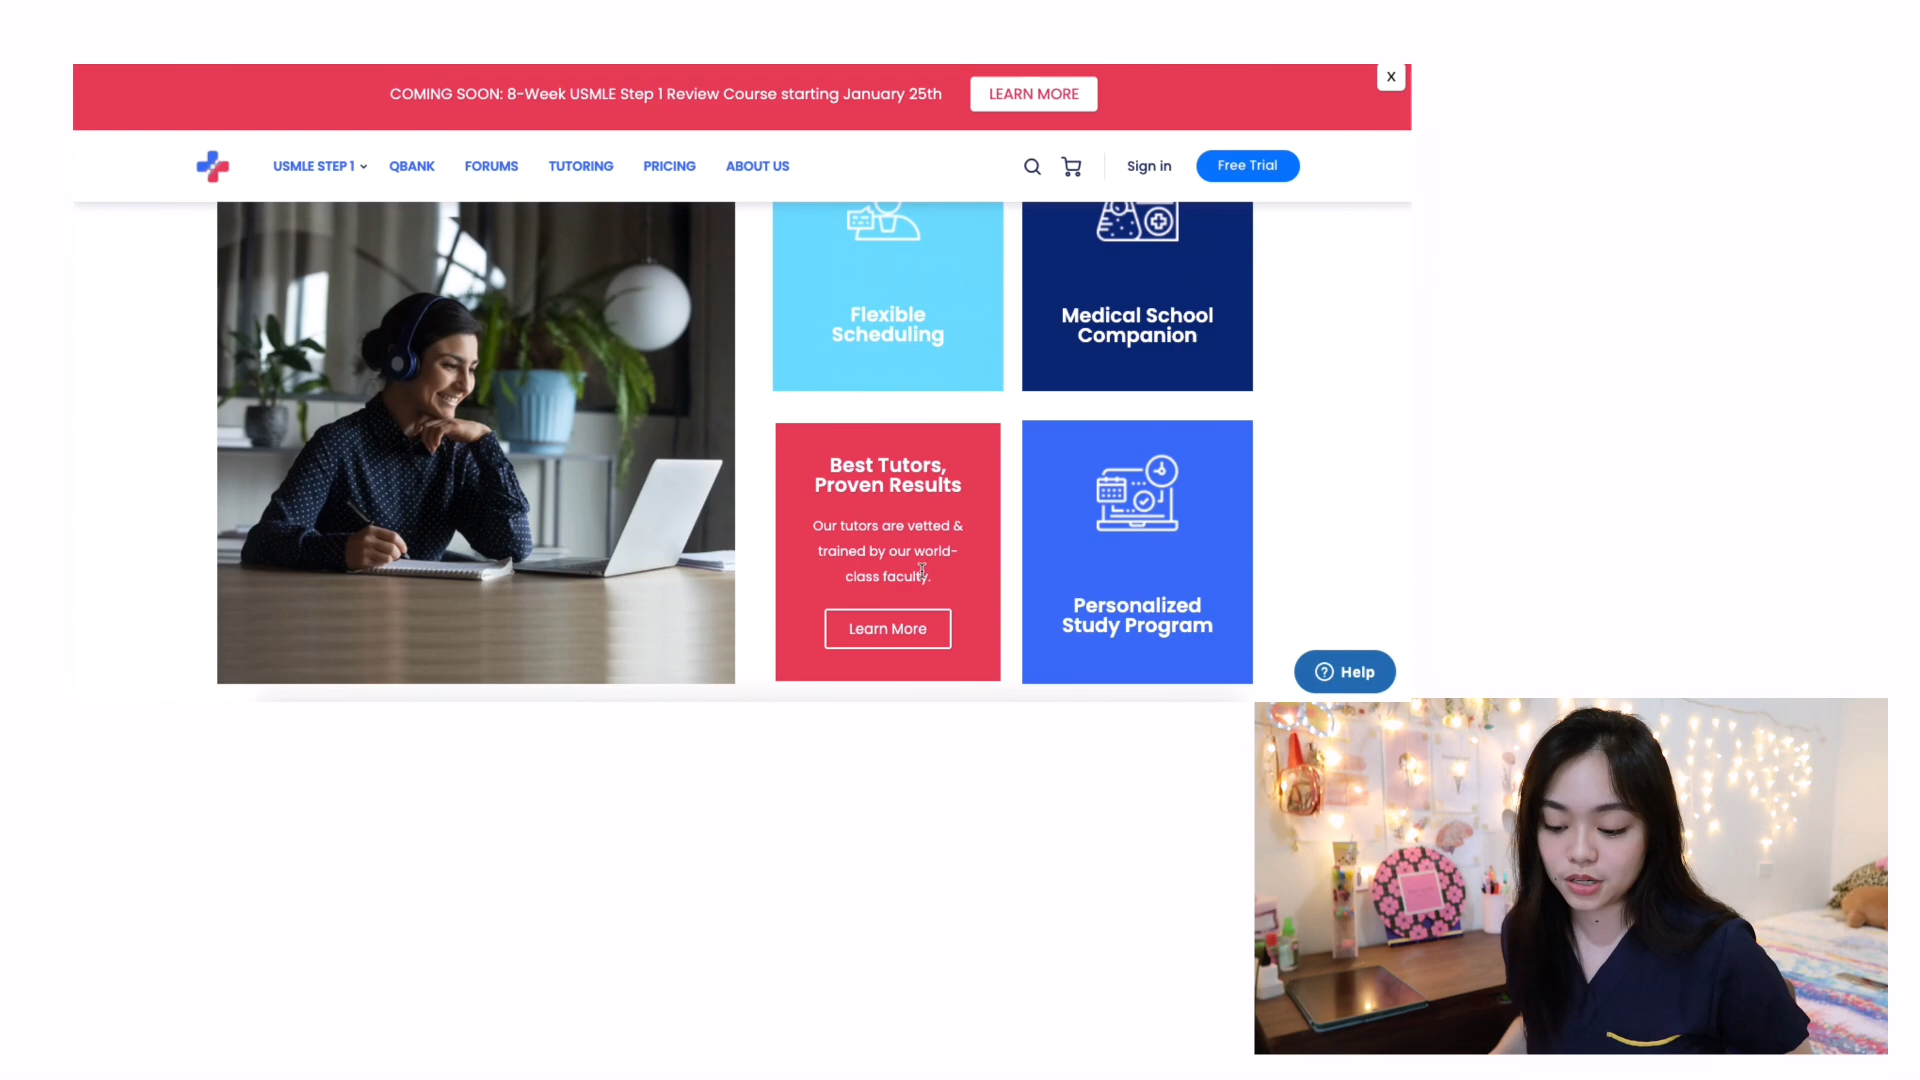 COMING SOON: 8-Week USMLE Step 1 Review Course starting January 25th
LEARN MORE
X
USMLE STEP 1
QBANK
FORUMS
TUTORING
PRICING
ABOUT US
Sign in
Free Trial
Flexible
Scheduling
Medical School
Companion
Best Tutors,
Proven Results
Our tutors are vetted &
trained by our world-
class faculty.
Learn More
Personalized
Study Program
? Help